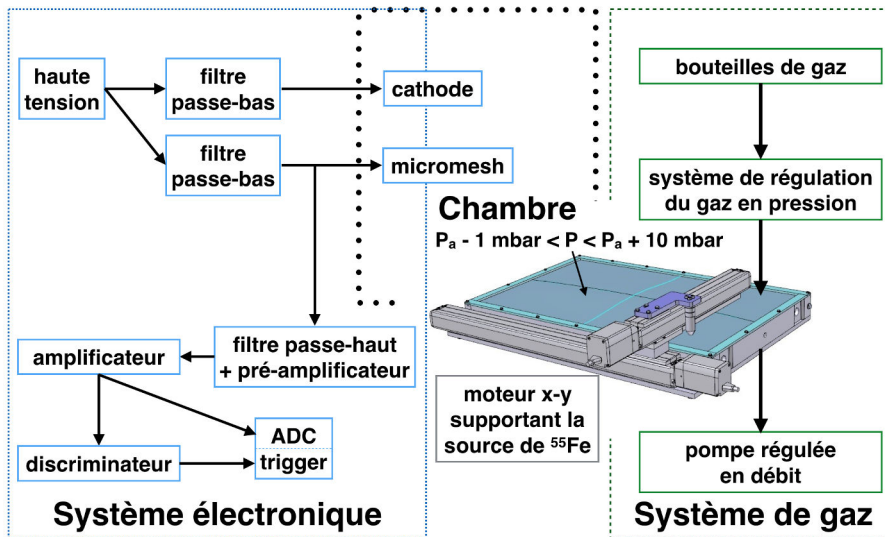 haute
tension
filtre
passe-bas
cathode
filtre
passe-bas
micromesh
filtre passe-haut
+ pré-amplificateur
amplificateur
discriminateur
ADC
trigger
Système électronique
Chambre
Pₐ - 1 mbar < P < Pₐ + 10 mbar
moteur x-y
supportant la
source de ⁵⁵Fe
bouteilles de gaz
système de régulation
du gaz en pression
pompe régulée
en débit
Système de gaz